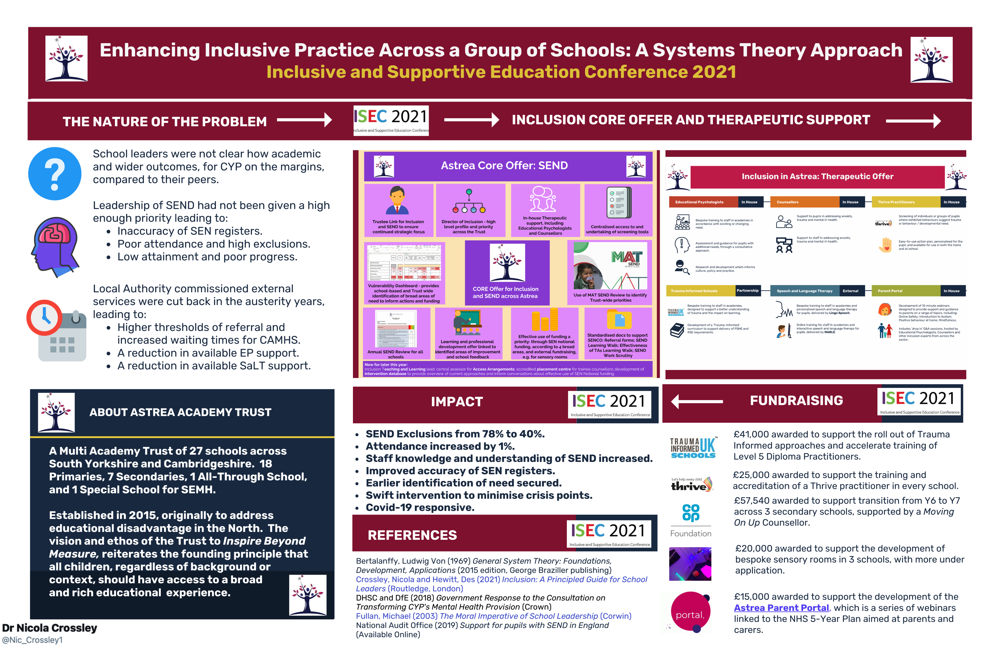 Enhancing Inclusive Practice Across a Group of Schools: A Systems Theory Approach
Inclusive and Supportive Education Conference 2021
THE NATURE OF THE PROBLEM
ISEC 2021
nclusive and Supportive Education Conferen
INCLUSION CORE OFFER AND THERAPEUTIC SUPPORT
School leaders were not clear how academic
and wider outcomes, for CYP on the margins,
compared to their peers.
Leadership of SEND had not been given a high
enough priority leading to:
• Inaccuracy of SEN registers.
• Poor attendance and high exclusions.
• Low attainment and poor progress.
Local Authority commissioned external
services were cut back in the austerity years,
leading to:
• Higher thresholds of referral and
increased waiting times for CAMHS.
• A reduction in available EP support.
• A reduction in available SaLT support.
ABOUT ASTREA ACADEMY TRUST
A Multi Academy Trust of 27 schools across
South Yorkshire and Cambridgeshire. 18
Primaries, 7 Secondaries, 1 All-Through School,
and 1 Special School for SEMH.
Established in 2015, originally to address
educational disadvantage in the North. The
vision and ethos of the Trust to Inspire Beyond
Measure, reiterates the founding principle that
all children, regardless of background or
context, should have access to a broad
and rich educational experience.
Dr Nicola Crossley
@Nic_Crossley1
Astrea Core Offer: SEND
Trustee Link for Inclusion
and SEND to ensure
continued strategic focus
Director of Inclusion - high
level profile and priority
across the Trust
In-house Therapeutic
support, including
Educational Psychologists
and Counsellors
Centralised access to and
undertaking of screening tools
Vulnerability Dashboard - provides
school-based and Trust wide
identification of broad areas of
need to inform actions and funding
CORE Offer for Inclusion
and SEND across Astrea
MAT
SEND
REVIEW GUIDE
Use of MAT SEND Review to identify
Trust-wide priorities
Annual SEND Review for all
schools
Learning and professional
development offer linked to
identified areas of improvement
and school feedback
Effective use of funding a
priority: through SEN notional
funding, according to 4 broad
areas, and external fundraising,
e.g. for sensory rooms
Standardised docs to support
SENCO: Referral forms; SEND
Learning Walk; Effectiveness
of TAs Learning Walk; SEND
Work Scrutiny
New for later this year:
Inclusion Teaching and Learning lead; central assessor for Access Arrangements; accredited placement centre for trainee counsellors; development of
intervention database to provide overview of current approaches and inform conversations about effective use of SEN Notional funding.
Inclusion in Astrea: Therapeutic Offer
Educational Psychologists
In House
Bespoke training to staff in academies in
accordance with existing or changing
need.
Assessment and guidance for pupils with
additional needs, through a consultative
approach.
Research and development which informs
culture, policy and practice.
Counsellors
In House
Support to pupils in addressing anxiety,
trauma and mental ill-health.
Support to staff in addressing anxiety,
trauma and mental ill-health.
Thrive Practitioners
In House
thrive
Screening of individuals or groups of pupils
where exhibited behaviours suggest trauma
or behaviour / developmental need.
Easy-to-use action plan, personalised for the
pupil, and available for use in both the home
and at school.
Trauma Informed Schools
Partnership
TRAUMA
INFORMED UK
SCHOOLS
Bespoke training to staff in academies,
designed to support a better understanding
of trauma and the impact on learning.
Development of a 'Trauma-Informed'
curriculum to support delivery of PSHE and
RSE requirements.
Speech and Language Therapy
External
Bespoke training to staff in academies and
personalised speech and language therapy
for pupils, delivered by Lingo Speech.
Online training for staff in academies and
interactive speech and language therapy for
pupils, delivered by MABLE.
Parent Portal
In House
Development of 10 minute webinars
designed to provide support and guidance
to parents on a range of topics, including:
Online Safety; Introduction to Autism;
Positive behaviour at home; Mindfulness.
Includes 'drop in' Q&A sessions, hosted by
Educational Psychologists, Counsellors and
other inclusion experts from across the
sector.
IMPACT
ISEC 2021
Inclusive and Supportive Education Conference
• SEND Exclusions from 78% to 40%.
• Attendance increased by 1%.
• Staff knowledge and understanding of SEND increased.
• Improved accuracy of SEN registers.
• Earlier identification of need secured.
• Swift intervention to minimise crisis points.
• Covid-19 responsive.
REFERENCES
ISEC 2021
Inclusive and Supportive Education Conference
Bertalanffy, Ludwig Von (1969) General System Theory: Foundations,
Development, Applications (2015 edition, George Braziller publishing)
Crossley, Nicola and Hewitt, Des (2021) Inclusion: A Principled Guide for School
Leaders (Routledge, London)
DHSC and DfE (2018) Government Response to the Consultation on
Transforming CYP's Mental Health Provision (Crown)
Fullan, Michael (2003) The Moral Imperative of School Leadership (Corwin)
National Audit Office (2019) Support for pupils with SEND in England
(Available Online)
FUNDRAISING
ISEC 2021
Inclusive and Supportive Education Conference
TRAUMA
INFORMED UK™
SCHOOLS
£41,000 awarded to support the roll out of Trauma
Informed approaches and accelerate training of
Level 5 Diploma Practitioners.
Let's help every child
thrive
£25,000 awarded to support the training and
accreditation of a Thrive practitioner in every school.
co
op
Foundation
£57,540 awarded to support transition from Y6 to Y7
across 3 secondary schools, supported by a Moving
On Up Counsellor.
£20,000 awarded to support the development of
bespoke sensory rooms in 3 schools, with more under
application.
portal.
£15,000 awarded to support the development of the
Astrea Parent Portal, which is a series of webinars
linked to the NHS 5-Year Plan aimed at parents and
carers.